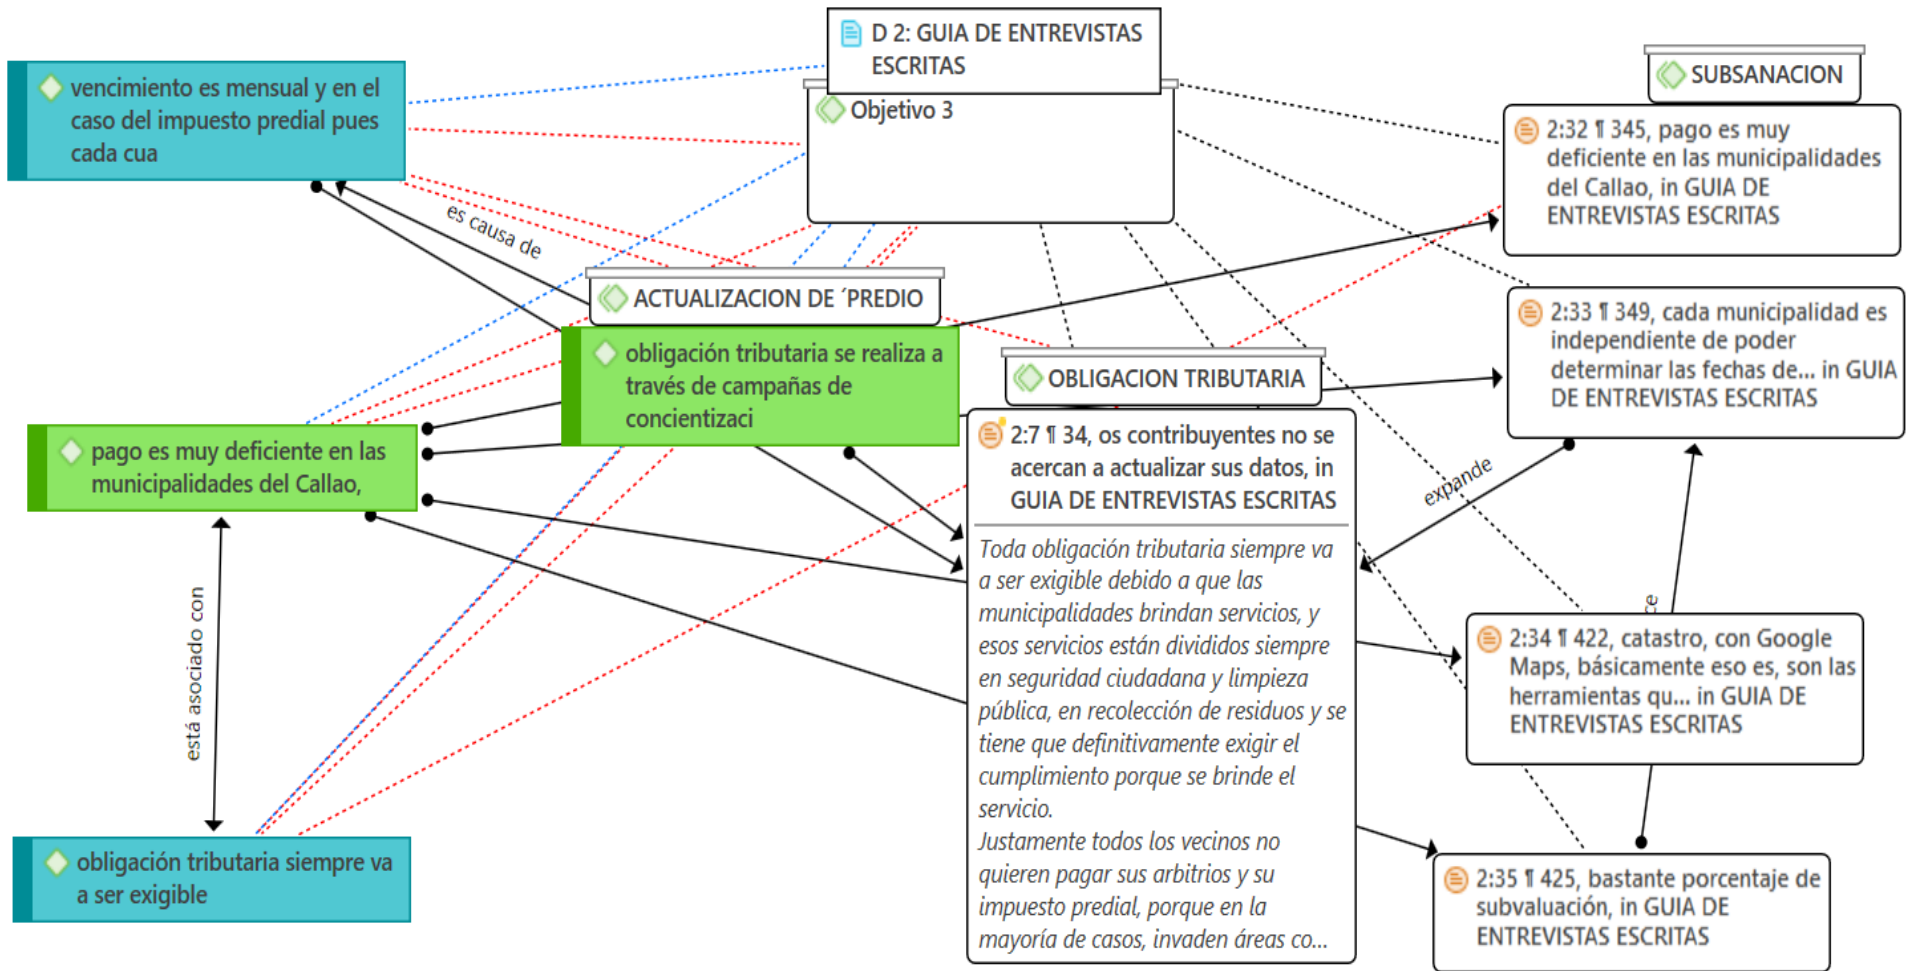 D 2: GUIA DE ENTREVISTAS
ESCRITAS
Objetivo 3
SUBSANACION
vencimiento es mensual y en el
caso del impuesto predial pues
cada cua
2:32 ¶ 345, pago es muy
deficiente en las municipalidades
del Callao, in GUIA DE
ENTREVISTAS ESCRITAS
es causa de
ACTUALIZACION DE ´PREDIO
obligación tributaria se realiza a
través de campañas de
concientizaci
2:33 ¶ 349, cada municipalidad es
independiente de poder
determinar las fechas de... in GUIA
DE ENTREVISTAS ESCRITAS
OBLIGACION TRIBUTARIA
pago es muy deficiente en las
municipalidades del Callao,
2:7 ¶ 34, os contribuyentes no se
acercan a actualizar sus datos, in
GUIA DE ENTREVISTAS ESCRITAS
Toda obligación tributaria siempre va
a ser exigible debido a que las
municipalidades brindan servicios, y
esos servicios están divididos siempre
en seguridad ciudadana y limpieza
pública, en recolección de residuos y se
tiene que definitivamente exigir el
cumplimiento porque se brinde el
servicio.
Justamente todos los vecinos no
quieren pagar sus arbitrios y su
impuesto predial, porque en la
mayoría de casos, invaden áreas co...
expande
está asociado con
ce
2:34 ¶ 422, catastro, con Google
Maps, básicamente eso es, son las
herramientas qu... in GUIA DE
ENTREVISTAS ESCRITAS
obligación tributaria siempre va
a ser exigible
2:35 ¶ 425, bastante porcentaje de
subvaluación, in GUIA DE
ENTREVISTAS ESCRITAS